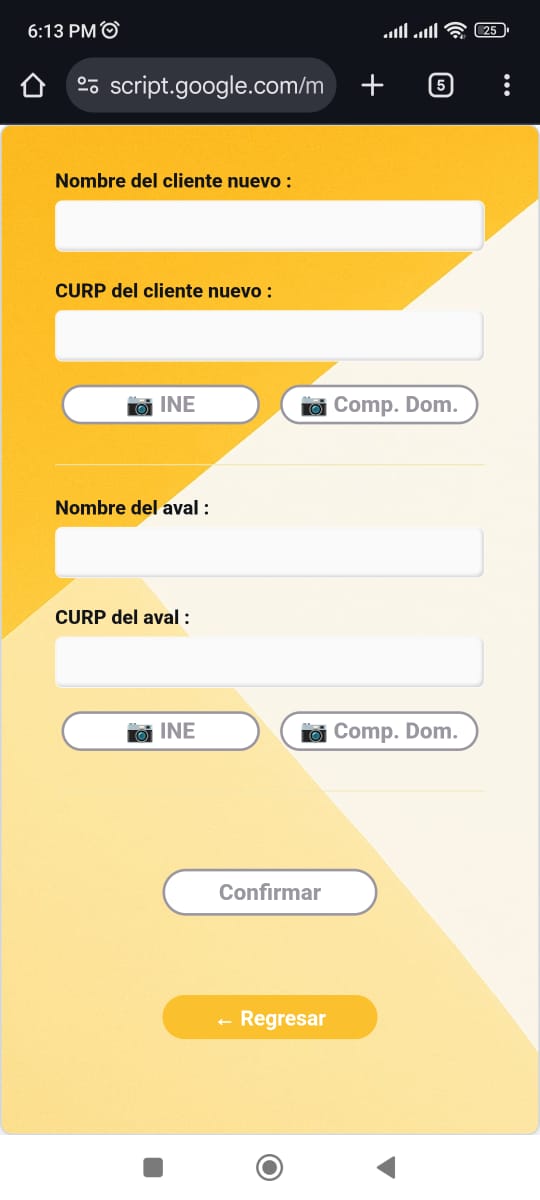 6:13 PM
25
script.google.com/m
5
Nombre del cliente nuevo :
CURP del cliente nuevo :
INE
Comp. Dom.
Nombre del aval :
CURP del aval :
INE
Comp. Dom.
Confirmar
← Regresar